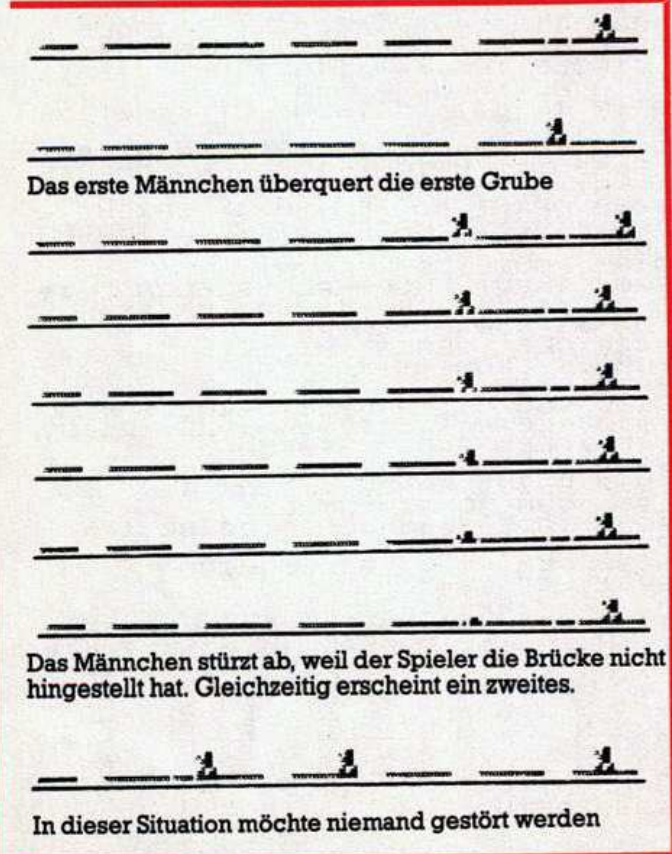 Das erste Männchen überquert die erste Grube
Das Männchen stürzt ab, weil der Spieler die Brücke nicht
hingestellt hat. Gleichzeitig erscheint ein zweites.
In dieser Situation möchte niemand gestört werden